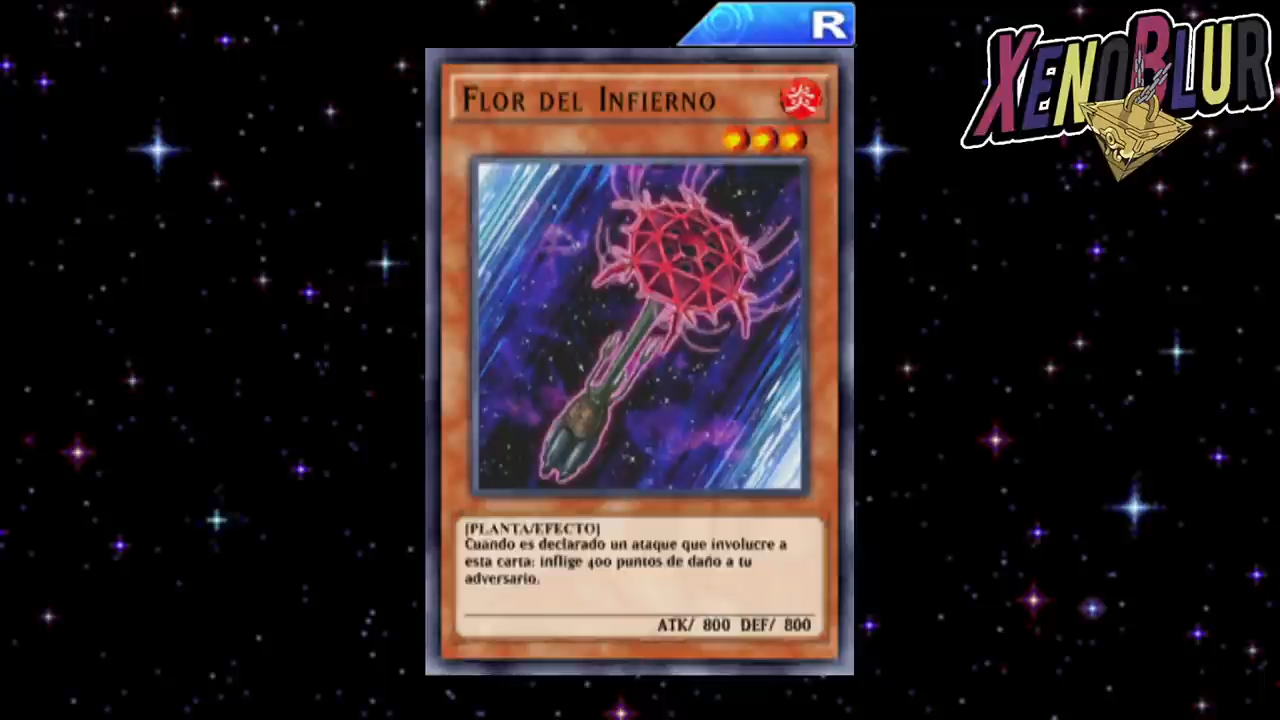 R
XENOBLUR
FLOR DEL INFIERNO
炎
[PLANTA/EFECTO]
Cuando es declarado un ataque que involucre a
esta carta: inflige 400 puntos de daño a tu
adversario.
ATK/ 800 DEF/ 800